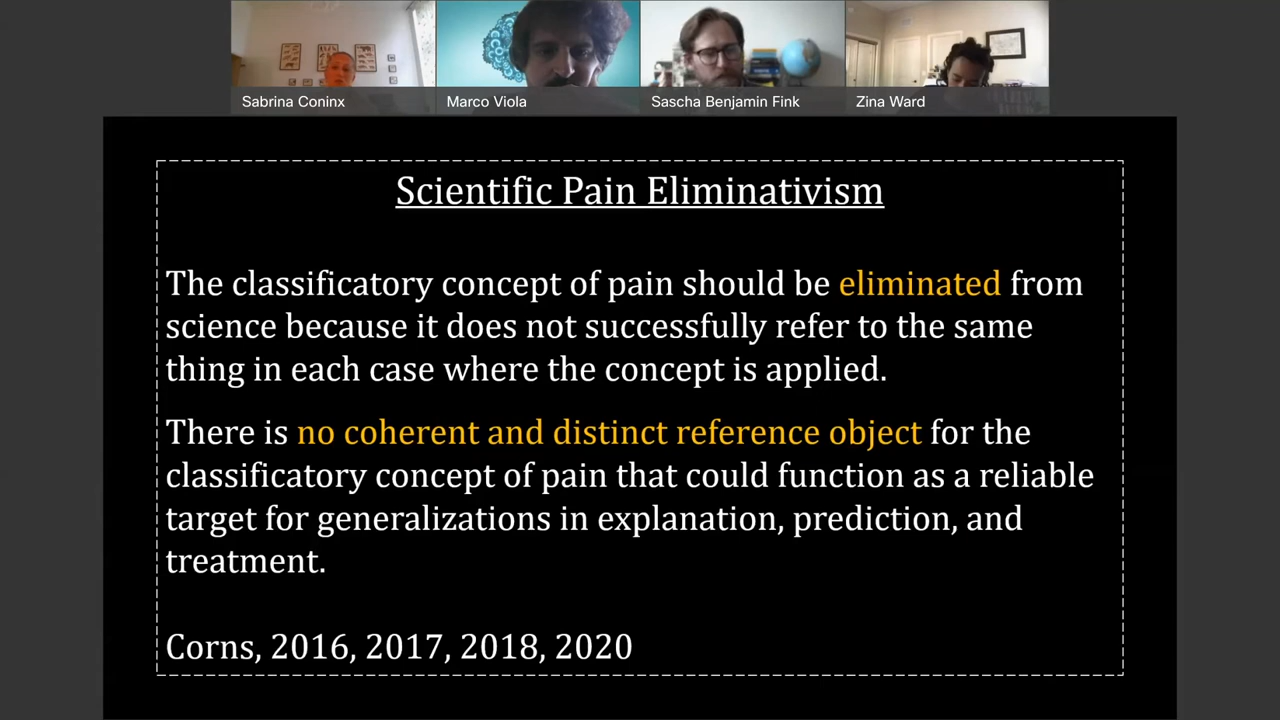 Sabrina Coninx
Marco Viola
Sascha Benjamin Fink
Zina Ward
Scientific Pain Eliminativism
The classificatory concept of pain should be eliminated from
science because it does not successfully refer to the same
thing in each case where the concept is applied.
There is no coherent and distinct reference object for the
classificatory concept of pain that could function as a reliable
target for generalizations in explanation, prediction, and
treatment.
Corns, 2016, 2017, 2018, 2020